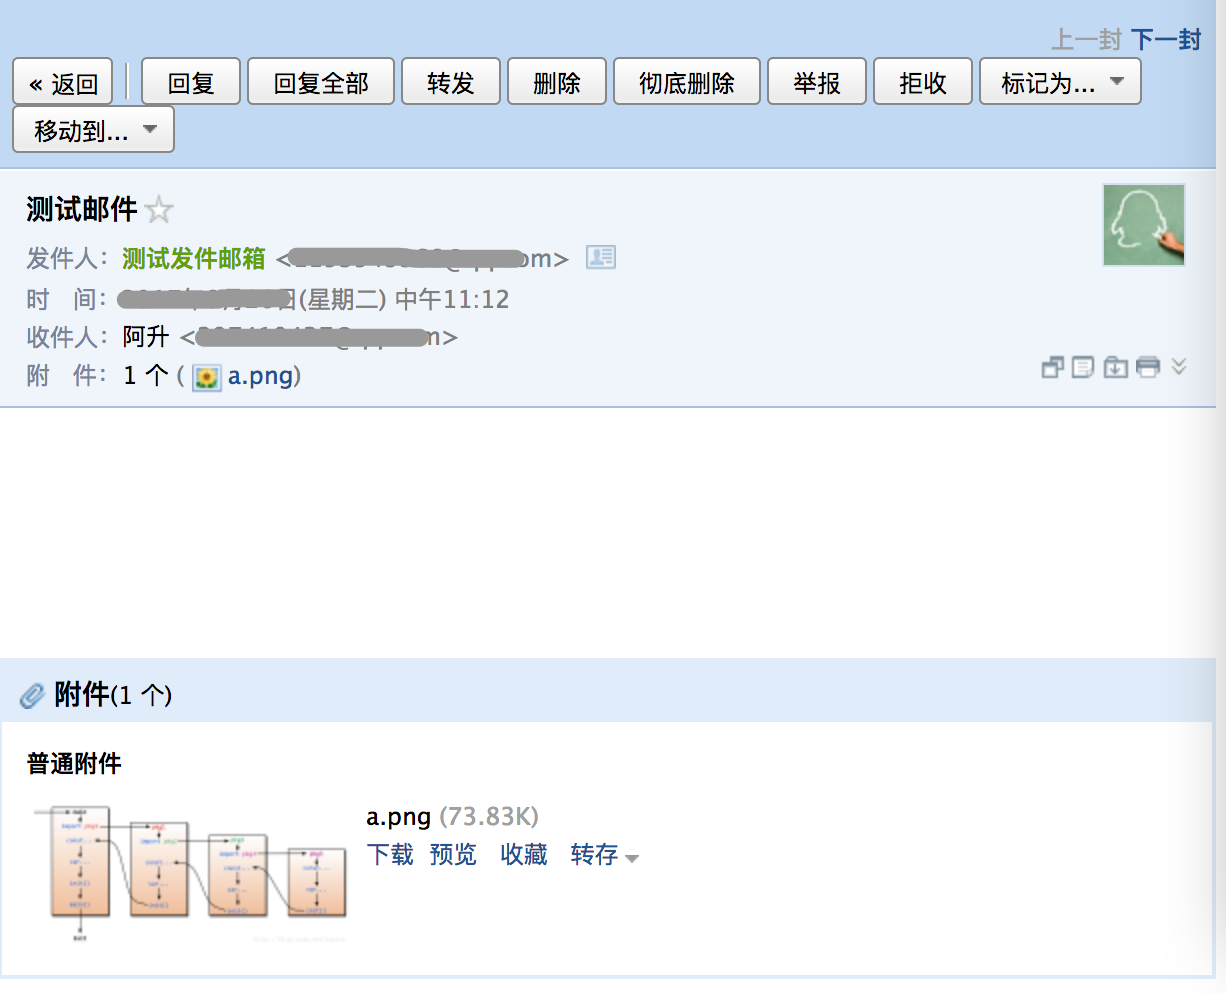 上一封 下一封
« 返回 回复 回复全部 转发 删除 彻底删除 举报 拒收 标记为...
移动到...
测试邮件
发件人： 测试发件邮箱 < om>
时 间： (星期二) 中午11:12
收件人： 阿升 < >
附 件： 1 个 ( a.png)
附件(1 个)
普通附件
a.png (73.83K)
下载 预览 收藏 转存